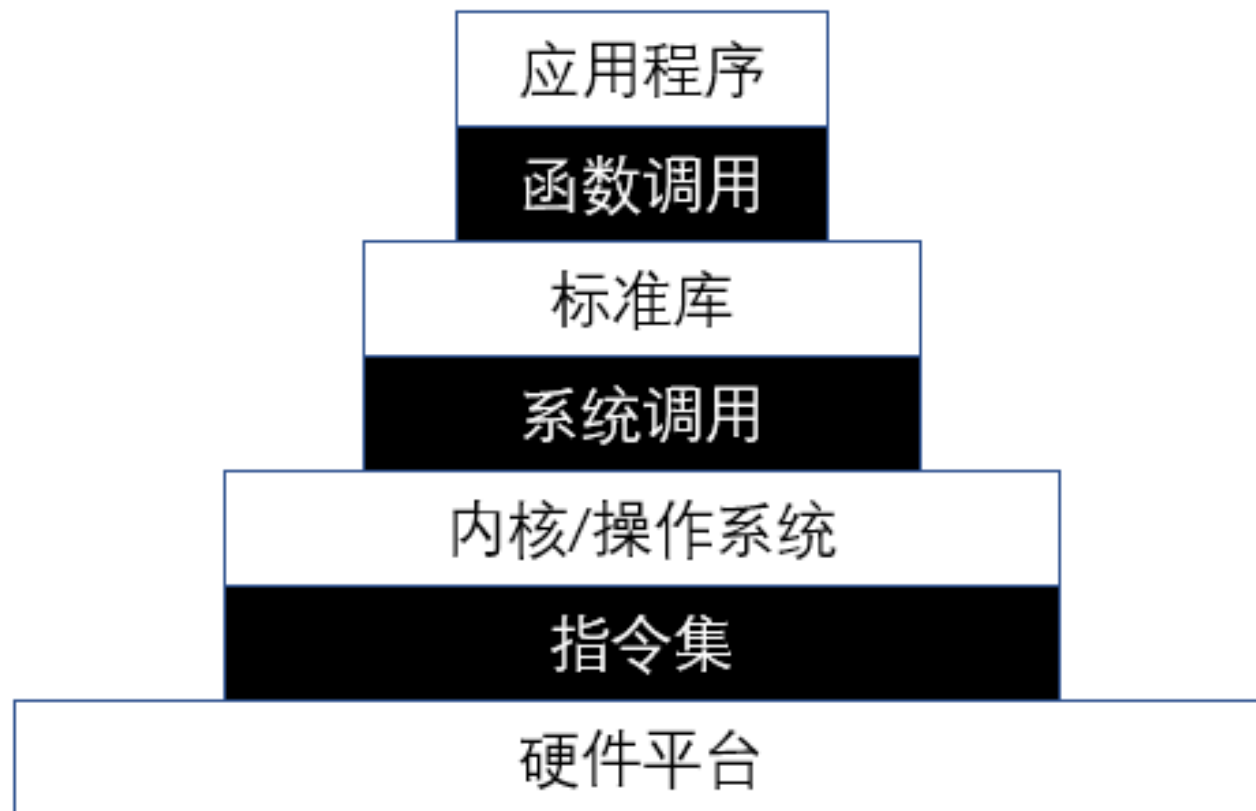 应用程序
函数调用
标准库
系统调用
内核/操作系统
指令集
硬件平台